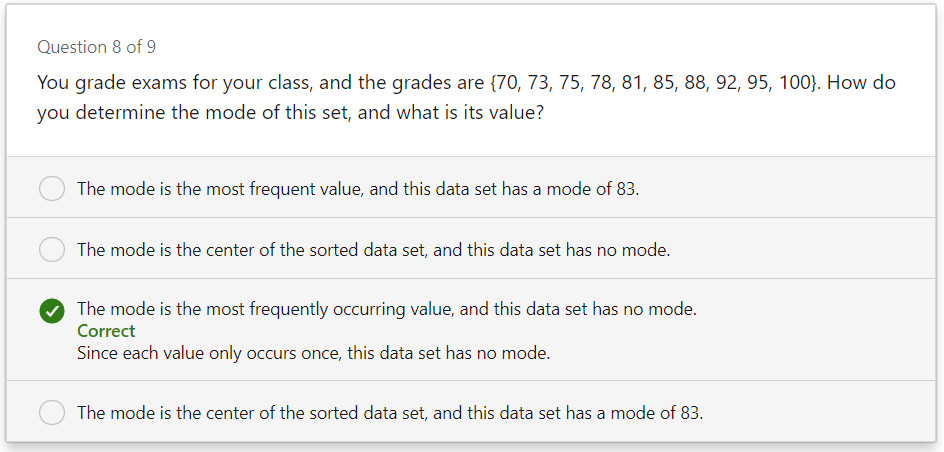 Question 8 of 9
You grade exams for your class, and the grades are {70, 73, 75, 78, 81, 85, 88, 92, 95, 100}. How do
you determine the mode of this set, and what is its value?
The mode is the most frequent value, and this data set has a mode of 83.
The mode is the center of the sorted data set, and this data set has no mode.
The mode is the most frequently occurring value, and this data set has no mode.
Correct
Since each value only occurs once, this data set has no mode.
The mode is the center of the sorted data set, and this data set has a mode of 83.